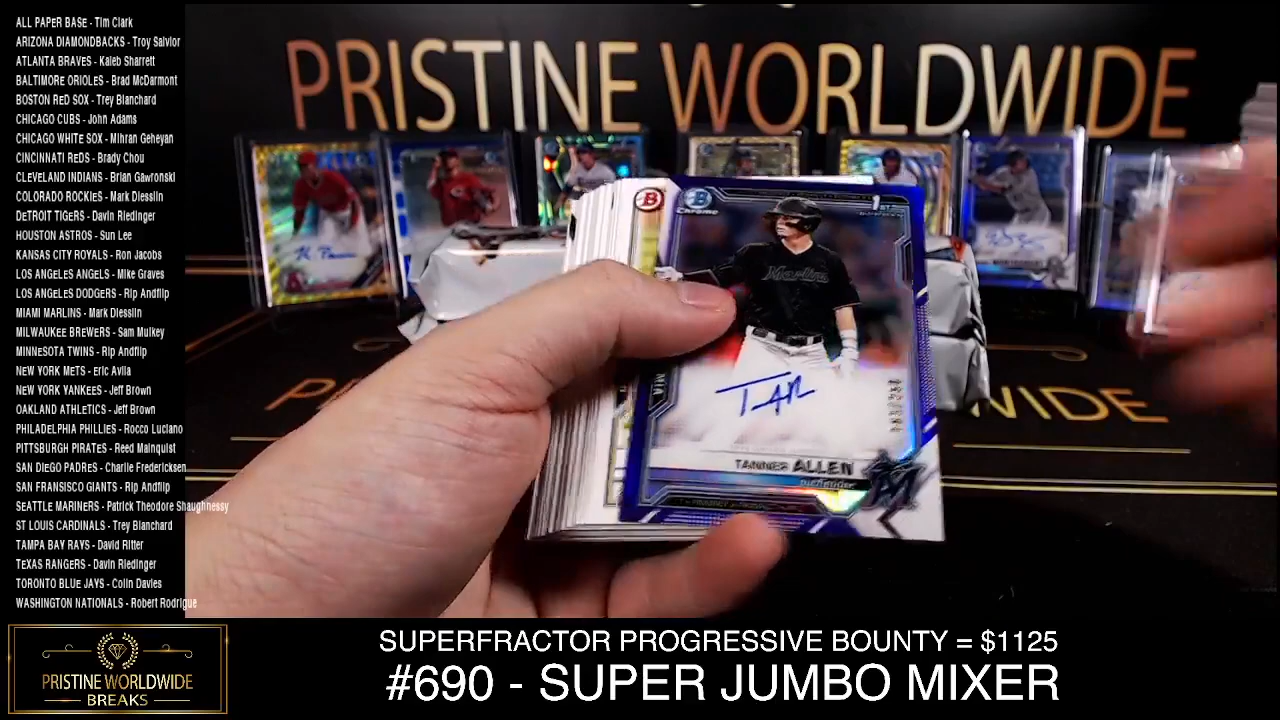 ALL PAPER BASE - Tim Clark
ARIZONA DIAMONDBACKS - Troy Salvior
ATLANTA BRAVES - Kaleb Sharrett
BALTIMORE ORIOLES - Brad McDarmont
BOSTON RED SOX - Trey Blanchard
CHICAGO CUBS - John Adams
CHICAGO WHITE SOX - Mihran Geheyan
CINCINNATI REDS - Brady Chou
CLEVELAND INDIANS - Brian Gawronski
COLORADO ROCKIES - Mark Diesslin
DETROIT TIGERS - Davin Riedinger
HOUSTON ASTROS - Sun Lee
KANSAS CITY ROYALS - Ron Jacobs
LOS ANGELES ANGELS - Mike Graves
LOS ANGELES DODGERS - Rip Andflip
MIAMI MARLINS - Mark Diesslin
MILWAUKEE BREWERS - Sam Mulkey
MINNESOTA TWINS - Rip Andflip
NEW YORK METS - Eric Avila
NEW YORK YANKEES - Jeff Brown
OAKLAND ATHLETICS - Jeff Brown
PHILADELPHIA PHILLIES - Rocco Luciano
PITTSBURGH PIRATES - Reed Mainquist
SAN DIEGO PADRES - Charlie Fredericksen
SAN FRANSISCO GIANTS - Rip Andflip
SEATTLE MARINERS - Patrick Theodore Shaughnessy
ST LOUIS CARDINALS - Trey Blanchard
TAMPA BAY RAYS - David Ritter
TEXAS RANGERS - Davin Riedinger
TORONTO BLUE JAYS - Colin Davies
WASHINGTON NATIONALS - Robert Rodrigue
PRISTINE WORLDWIDE
BREAKS
PRISTINE WORLDWIDE
PRISTINE
WIDE
B
B
Chrome
1st
Marlins
MIA
TANNER ALLEN
OUTFIELDER
M
SUPERFRACTOR PROGRESSIVE BOUNTY = $1125
#690 - SUPER JUMBO MIXER